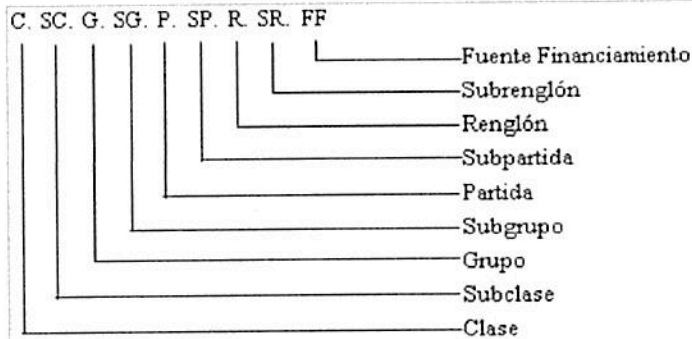 C. SC. G. SG. P. SP. R. SR. FF
Fuente Financiamiento
Subrenglón
Renglón
Subpartida
Partida
Subgrupo
Grupo
Subclase
Clase